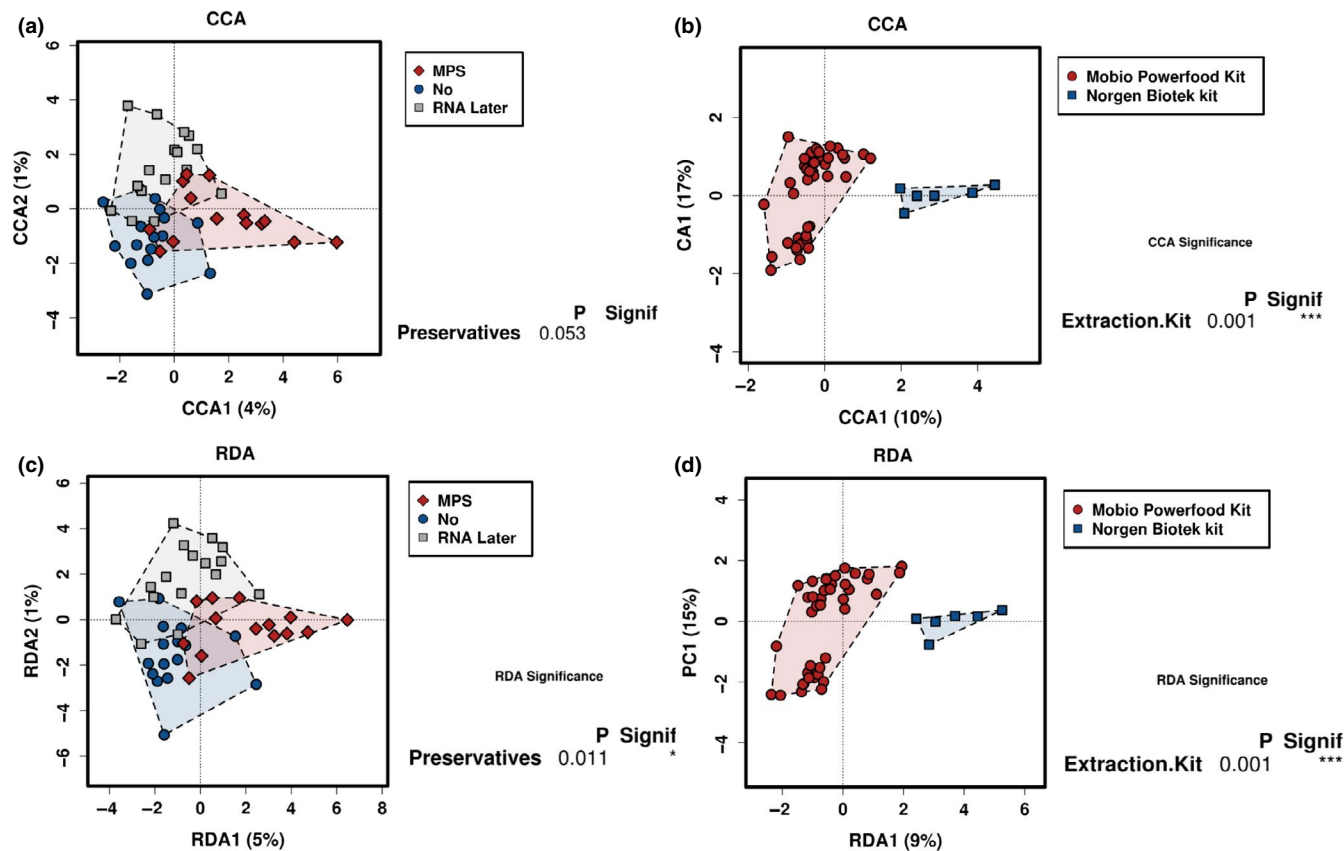 (a)
CCA
6
4
2
0
−2
−4
CCA2 (1%)
−2 0 2 4 6
CCA1 (4%)
MPS
No
RNA Later
P Signif
Preservatives 0.053
(b)
CCA
2
0
−2
−4
CA1 (17%)
−2 0 2 4
CCA1 (10%)
Mobio Powerfood Kit
Norgen Biotek kit
CCA Significance
P Signif
Extraction.Kit 0.001 ***
(c)
RDA
6
4
2
0
−2
−4
−6
RDA2 (1%)
−4 −2 0 2 4 6 8
RDA1 (5%)
MPS
No
RNA Later
RDA Significance
P Signif
Preservatives 0.011 *
(d)
RDA
4
2
0
−2
−4
PC1 (15%)
−2 0 2 4 6
RDA1 (9%)
Mobio Powerfood Kit
Norgen Biotek kit
RDA Significance
P Signif
Extraction.Kit 0.001 ***